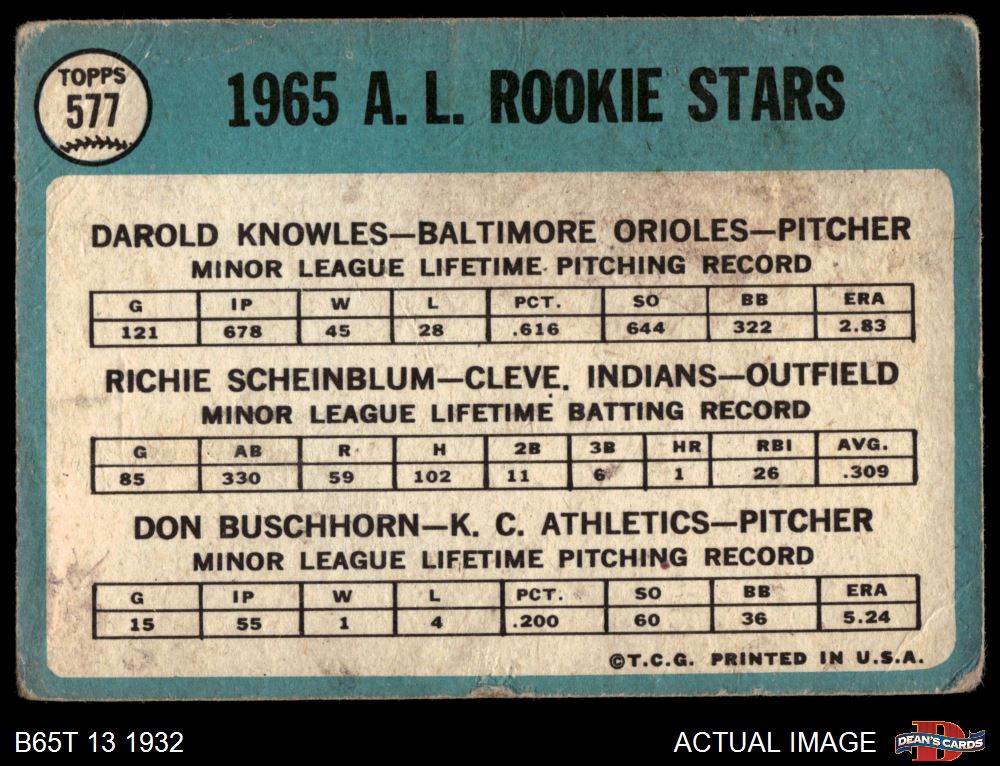 TOPPS
577
1965 A. L. ROOKIE STARS
DAROLD KNOWLES—BALTIMORE ORIOLES—PITCHER
MINOR LEAGUE LIFETIME PITCHING RECORD
G IP W L PCT. SO BB ERA
121 678 45 28 .616 644 322 2.83
RICHIE SCHEINBLUM—CLEVE. INDIANS—OUTFIELD
MINOR LEAGUE LIFETIME BATTING RECORD
G AB R H 2B 3B HR RBI AVG.
85 330 59 102 11 6 1 26 .309
DON BUSCHHORN—K. C. ATHLETICS—PITCHER
MINOR LEAGUE LIFETIME PITCHING RECORD
G IP W L PCT. SO BB ERA
15 55 1 4 .200 60 36 5.24
©T.C.G. PRINTED IN U.S.A.
B65T 13 1932
ACTUAL IMAGE
DEAN'S CARDS